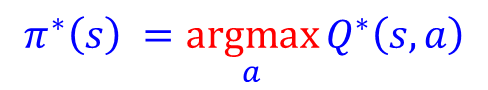 π*(s) = argmax Q*(s, a)
a